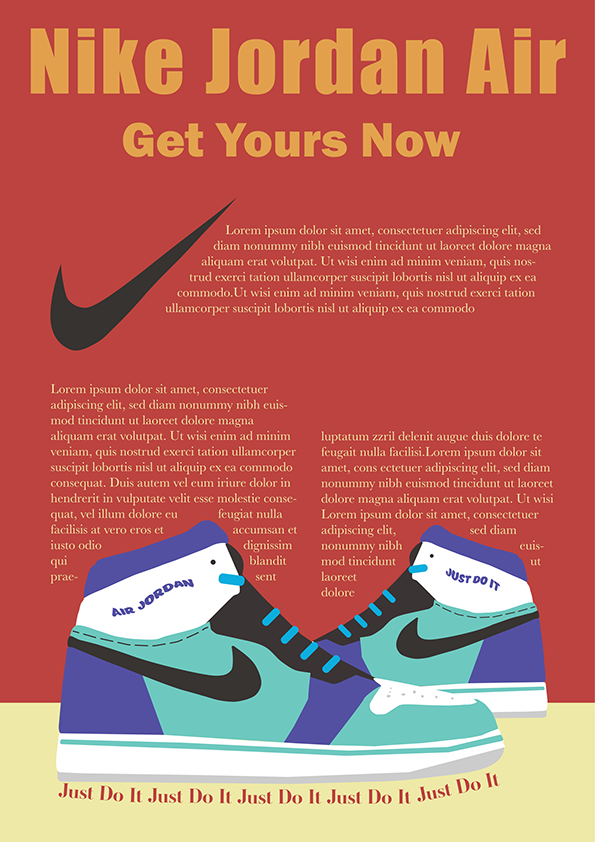 Nike Jordan Air
Get Yours Now
Lorem ipsum dolor sit amet, consectetuer adipiscing elit, sed
diam nonummy nibh euismod tincidunt ut laoreet dolore magna
aliquam erat volutpat. Ut wisi enim ad minim veniam, quis nos-
trud exerci tation ullamcorper suscipit lobortis nisl ut aliquip ex ea
commodo.Ut wisi enim ad minim veniam, quis nostrud exerci tation
ullamcorper suscipit lobortis nisl ut aliquip ex ea commodo
Lorem ipsum dolor sit amet, consectetuer
adipiscing elit, sed diam nonummy nibh euis-
mod tincidunt ut laoreet dolore magna
aliquam erat volutpat. Ut wisi enim ad minim
veniam, quis nostrud exerci tation ullamcorper
suscipit lobortis nisl ut aliquip ex ea commodo
consequat. Duis autem vel eum iriure dolor in
hendrerit in vulputate velit esse molestie conse-
quat, vel illum dolore eu feugiat nulla
facilisis at vero eros et accumsan et
iusto odio dignissim
qui blandit
prae- sent
luptatum zzril delenit augue duis dolore te
feugait nulla facilisi.Lorem ipsum dolor sit
amet, cons ectetuer adipiscing elit, sed diam
nonummy nibh euismod tincidunt ut laoreet
dolore magna aliquam erat volutpat. Ut wisi
Lorem ipsum dolor sit amet, consectetuer
adipiscing elit, sed diam
nonummy nibh euis-
mod tincidunt ut
laoreet
dolore
AIR JORDAN
JUST DO IT
Just Do It Just Do It Just Do It Just Do It Just Do It